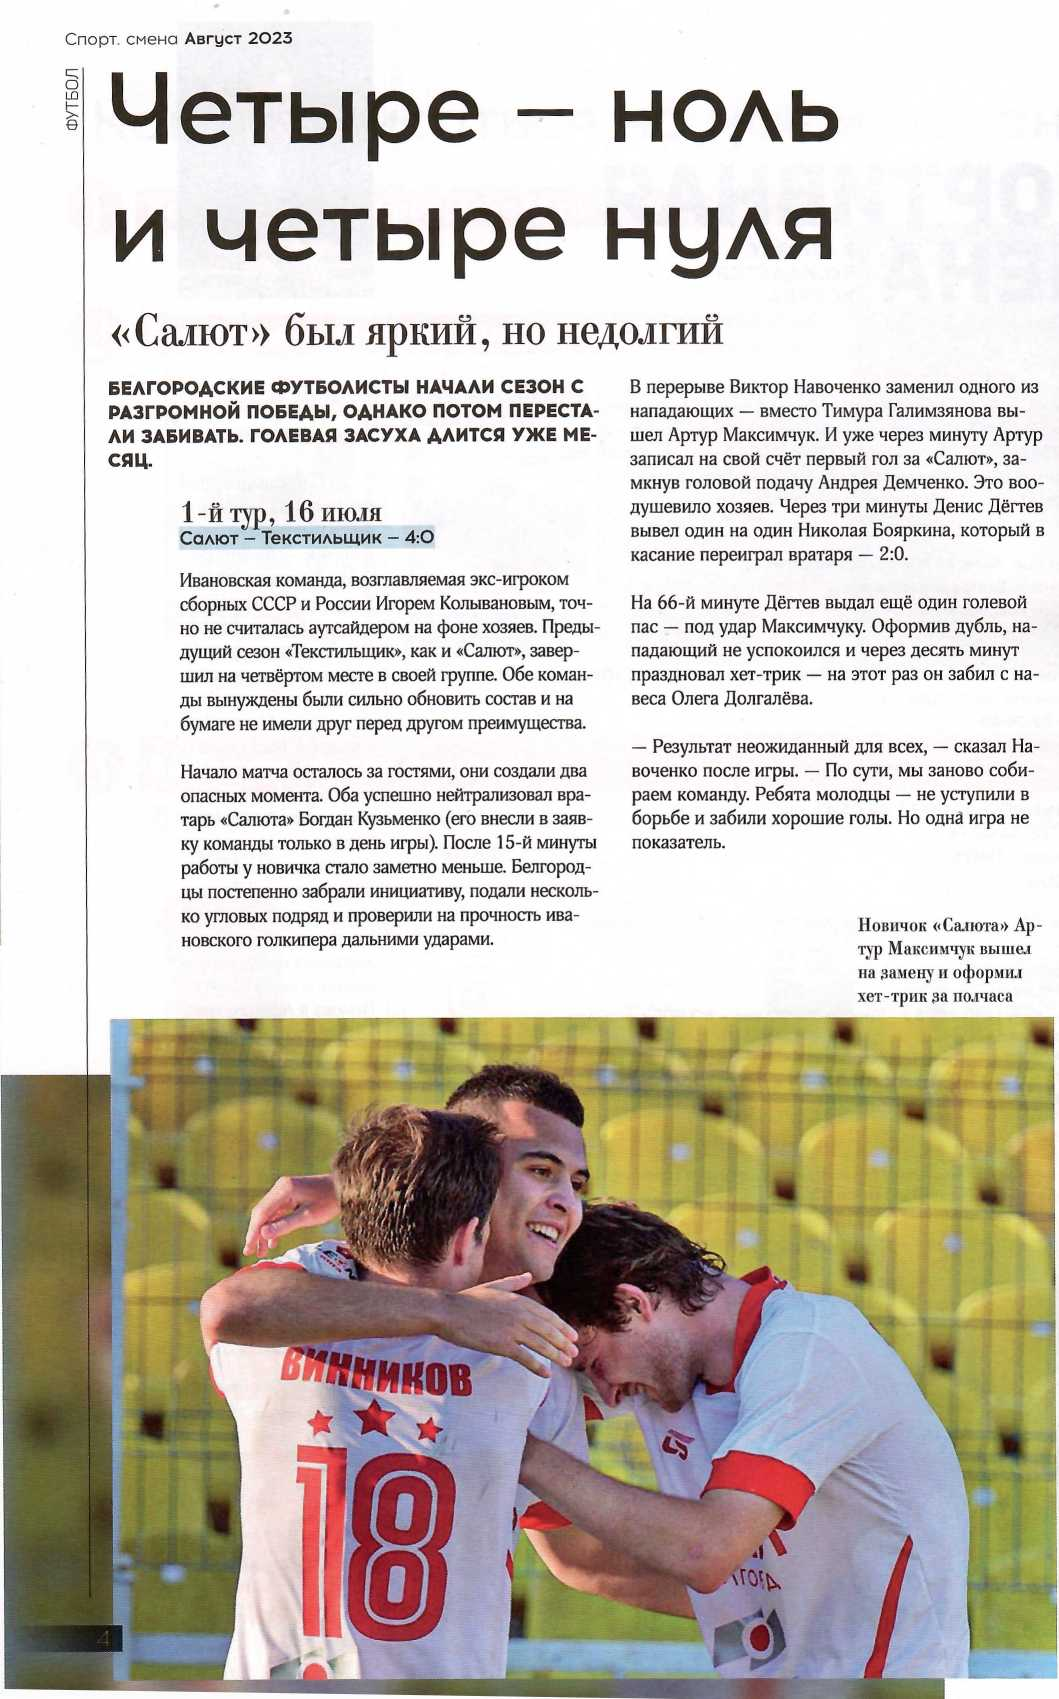 Спорт. смена Август 2023
ФУТБОЛ
Четыре – ноль
и четыре нуля
«Салют» был яркий, но недолгий
БЕЛГОРОДСКИЕ ФУТБОЛИСТЫ НАЧАЛИ СЕЗОН С
РАЗГРОМНОЙ ПОБЕДЫ, ОДНАКО ПОТОМ ПЕРЕСТА-
ЛИ ЗАБИВАТЬ. ГОЛЕВАЯ ЗАСУХА ДЛИТСЯ УЖЕ МЕ-
СЯЦ.
1-й тур, 16 июля
Салют – Текстильщик – 4:0
Ивановская команда, возглавляемая экс-игроком
сборных СССР и России Игорем Колывановым, точ-
но не считалась аутсайдером на фоне хозяев. Преды-
дущий сезон «Текстильщик», как и «Салют», завер-
шил на четвёртом месте в своей группе. Обе коман-
ды вынуждены были сильно обновить состав и на
бумаге не имели друг перед другом преимущества.
Начало матча осталось за гостями, они создали два
опасных момента. Оба успешно нейтрализовал вра-
тарь «Салюта» Богдан Кузьменко (его внесли в заяв-
ку команды только в день игры). После 15-й минуты
работы у новичка стало заметно меньше. Белгород-
цы постепенно забрали инициативу, подали несколь-
ко угловых подряд и проверили на прочность ива-
новского голкипера дальними ударами.
В перерыве Виктор Навоченко заменил одного из
нападающих — вместо Тимура Галимзянова вы-
шел Артур Максимчук. И уже через минуту Артур
записал на свой счёт первый гол за «Салют», за-
мкнув головой подачу Андрея Демченко. Это воо-
душевило хозяев. Через три минуты Денис Дёгтев
вывел один на один Николая Бояркина, который в
касание переиграл вратаря — 2:0.
На 66-й минуте Дёгтев выдал ещё один голевой
пас — под удар Максимчуку. Оформив дубль, на-
падающий не успокоился и через десять минут
праздновал хет-трик — на этот раз он забил с на-
веса Олега Долгалёва.
— Результат неожиданный для всех, — сказал На-
воченко после игры. — По сути, мы заново соби-
раем команду. Ребята молодцы — не уступили в
борьбе и забили хорошие голы. Но одна игра не
показатель.
Новичок «Салюта» Ар-
тур Максимчук вышел
на замену и оформил
хет-трик за полчаса
ВИННИКОВ
18
4